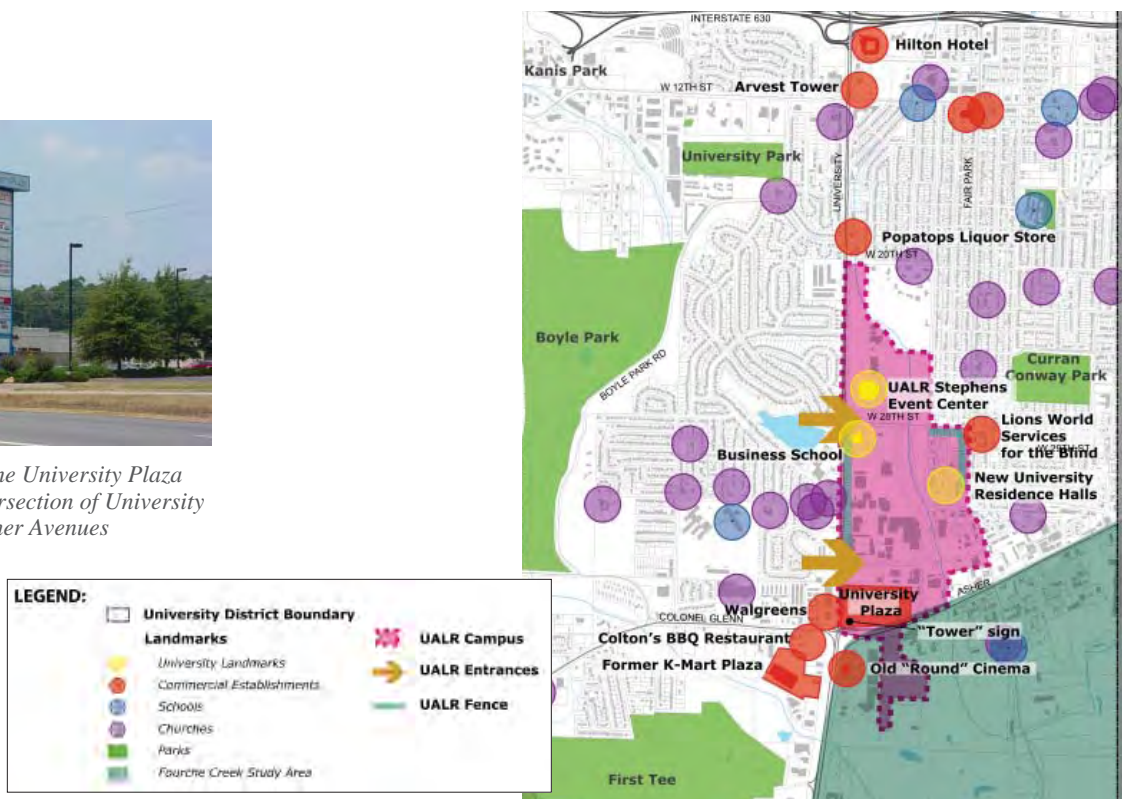 INTERSTATE 630
Hilton Hotel
Kanis Park
W 12TH ST
Arvest Tower
University Park
UNIVERSITY
FAIR PARK
Popatops Liquor Store
W 20TH ST
Boyle Park
BOYLE PARK RD
Curran
Conway Park
UALR Stephens
Event Center
W 28TH ST
Lions World
Services
for the Blind
Business School
New University
Residence Halls
ne University Plaza
rsection of University
her Avenues
ASHER
University
Plaza
Walgreens
COLONEL GLENN
"Tower" sign
Colton's BBQ Restaurant
Former K-Mart Plaza
Old "Round" Cinema
First Tee
LEGEND:
University District Boundary
Landmarks
University Landmarks
Commercial Establishments
Schools
Churches
Parks
Fourche Creek Study Area
UALR Campus
UALR Entrances
UALR Fence